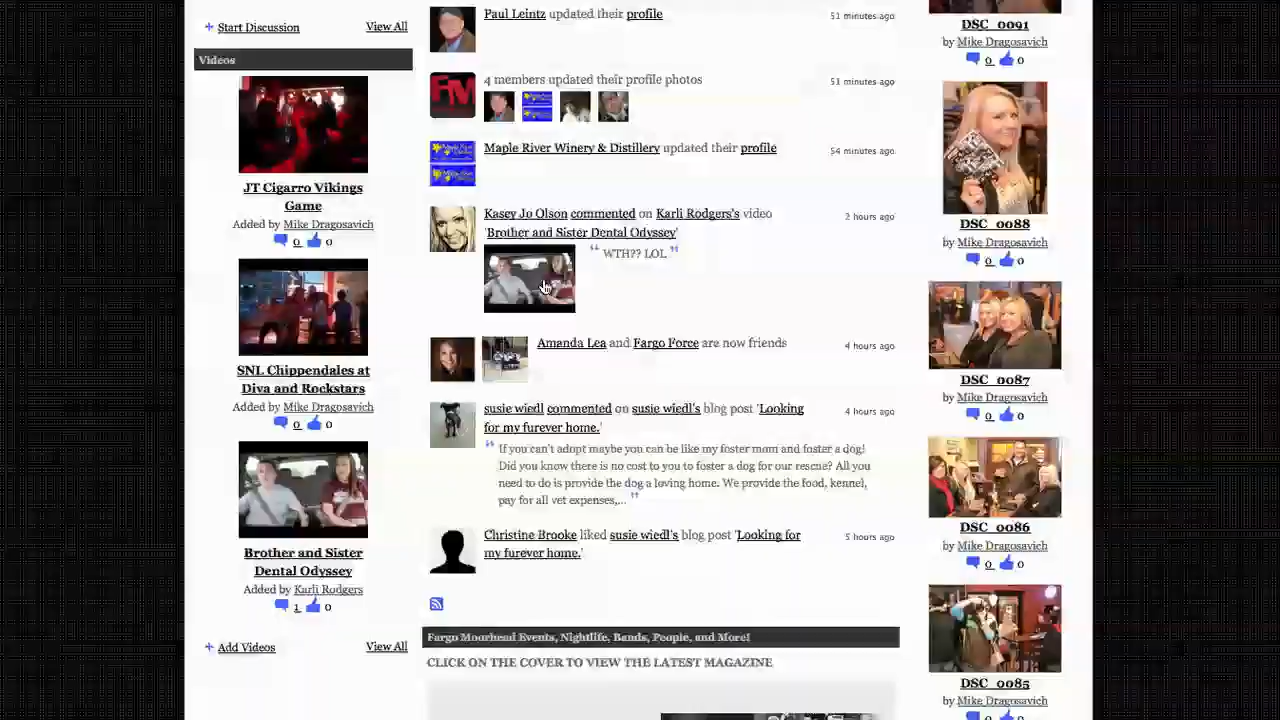 + Start Discussion View All
Videos
JT Cigarro Vikings
Game
Added by Mike Dragosavich
0 0
SNL Chippendales at
Diva and Rockstars
Added by Mike Dragosavich
0 0
Brother and Sister
Dental Odyssey
Added by Karli Rodgers
1 0
+ Add Videos View All
Paul Leintz updated their profile 51 minutes ago
FM
4 members updated their profile photos 51 minutes ago
Maple River Winery & Distillery updated their profile 54 minutes ago
Kasey Jo Olson commented on Karli Rodgers's video 2 hours ago
'Brother and Sister Dental Odyssey'
“ WTH?? LOL ”
Amanda Lea and Fargo Force are now friends 4 hours ago
susie wiedl commented on susie wiedl's blog post 'Looking 4 hours ago
for my furever home.'
“ If you can't adopt maybe you can be like my foster mom and foster a dog!
Did you know there is no cost to you to foster a dog for our rescue? All you
need to do is provide the dog a loving home. We provide the food, kennel,
pay for all vet expenses,... ”
Christine Brooke liked susie wiedl's blog post 'Looking for 5 hours ago
my furever home.'
Fargo Moorhead Events, Nightlife, Bands, People, and More!
CLICK ON THE COVER TO VIEW THE LATEST MAGAZINE
DSC_0091
by Mike Dragosavich
0 0
DSC_0088
by Mike Dragosavich
0 0
DSC_0087
by Mike Dragosavich
0 0
DSC_0086
by Mike Dragosavich
0 0
DSC_0085
by Mike Dragosavich
0 0